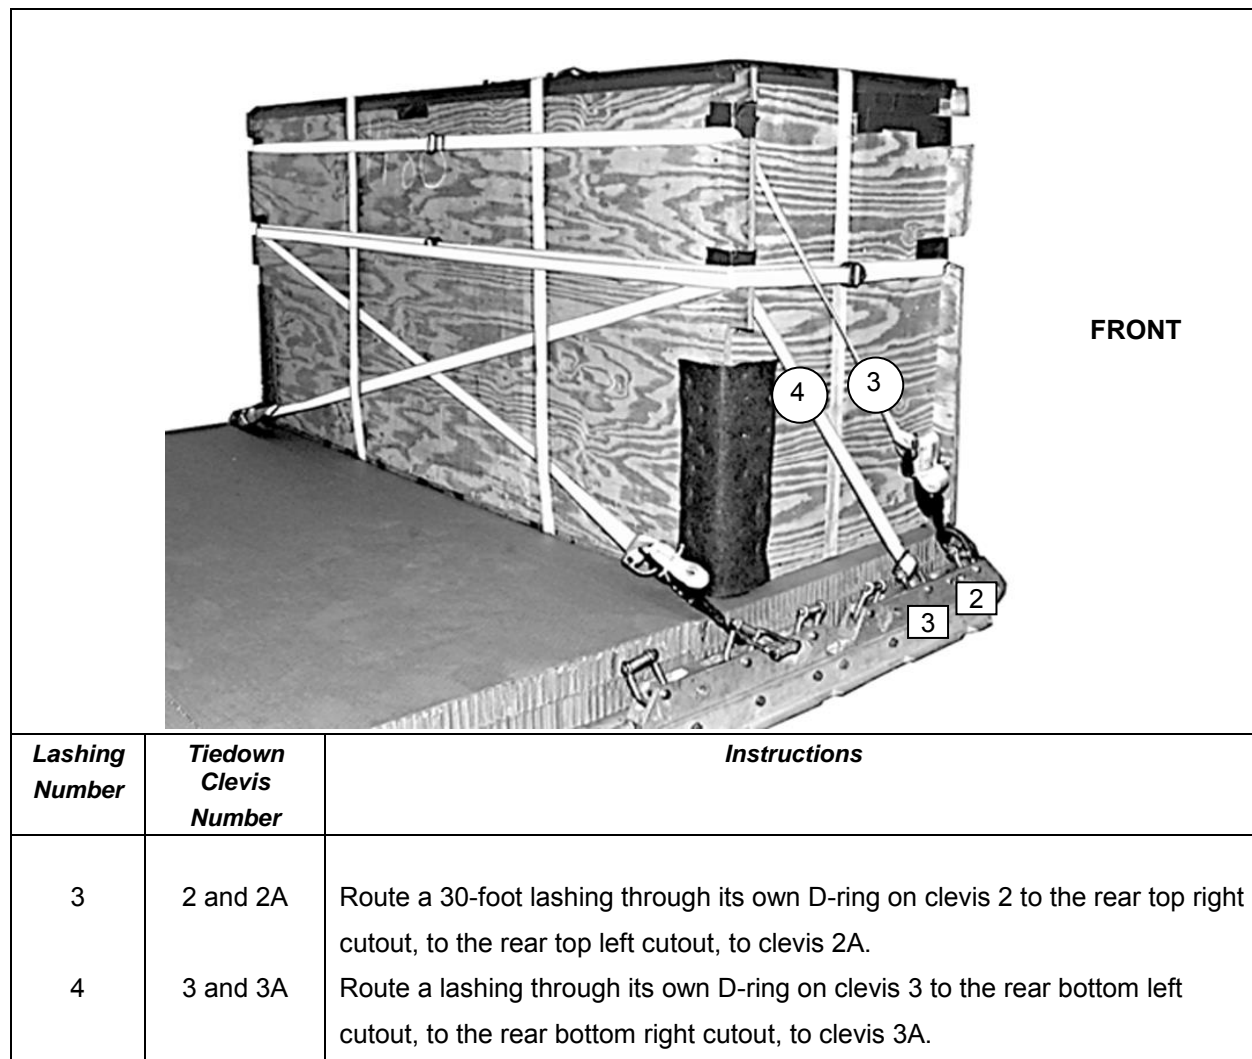 FRONT
4
3
2
3
Lashing Number
Tiedown Clevis Number
Instructions
3
2 and 2A
Route a 30-foot lashing through its own D-ring on clevis 2 to the rear top right
cutout, to the rear top left cutout, to clevis 2A.
4
3 and 3A
Route a lashing through its own D-ring on clevis 3 to the rear bottom left
cutout, to the rear bottom right cutout, to clevis 3A.